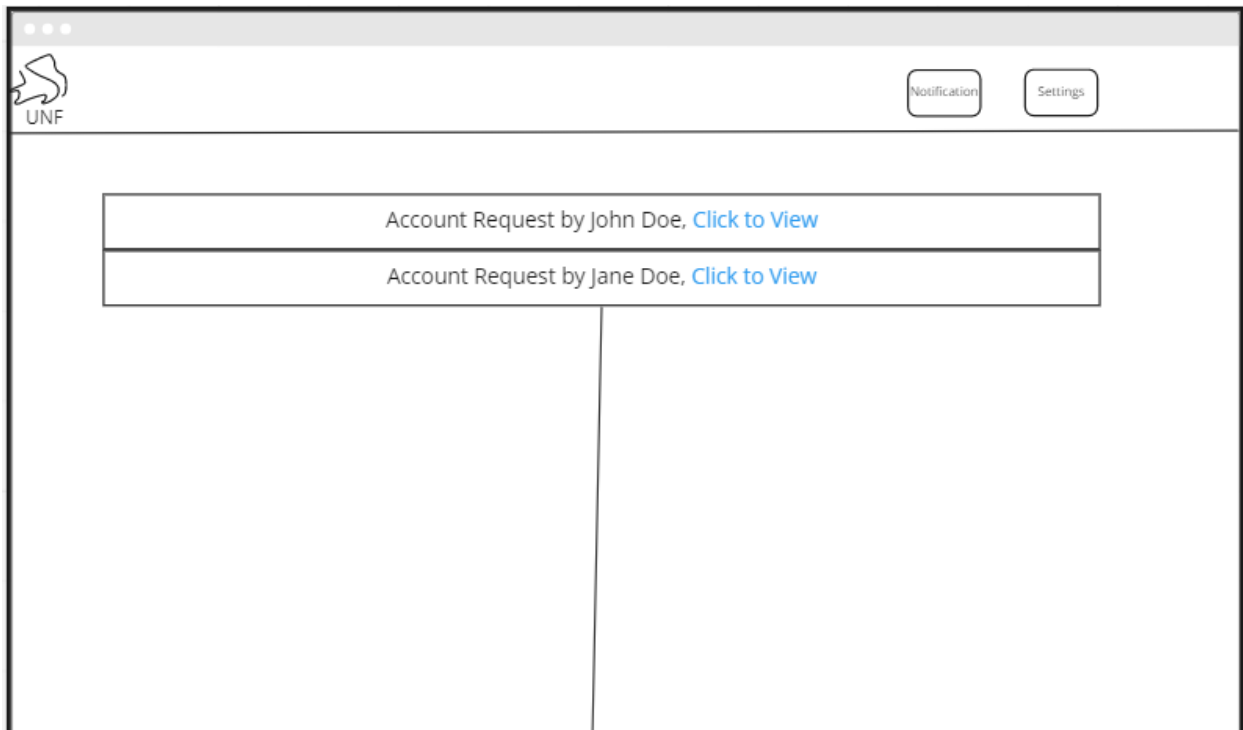 UNF
Notification
Settings
Account Request by John Doe, Click to View
Account Request by Jane Doe, Click to View